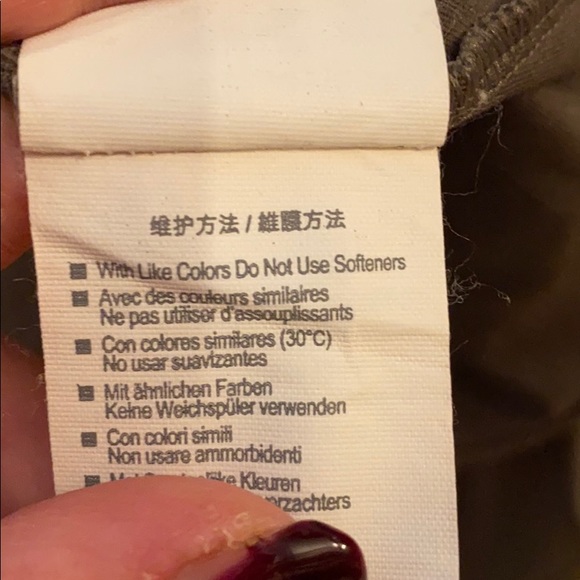 维护方法 / 維護方法
With Like Colors Do Not Use Softeners
Avec des couleurs similaires
Ne pas utiliser d'assouplissants
Con colores similares (30°C)
No usar suavizantes
Mit ähnlichen Farben
Keine Weichspüler verwenden
Con colori simili
Non usare ammorbidenti
Kleuren